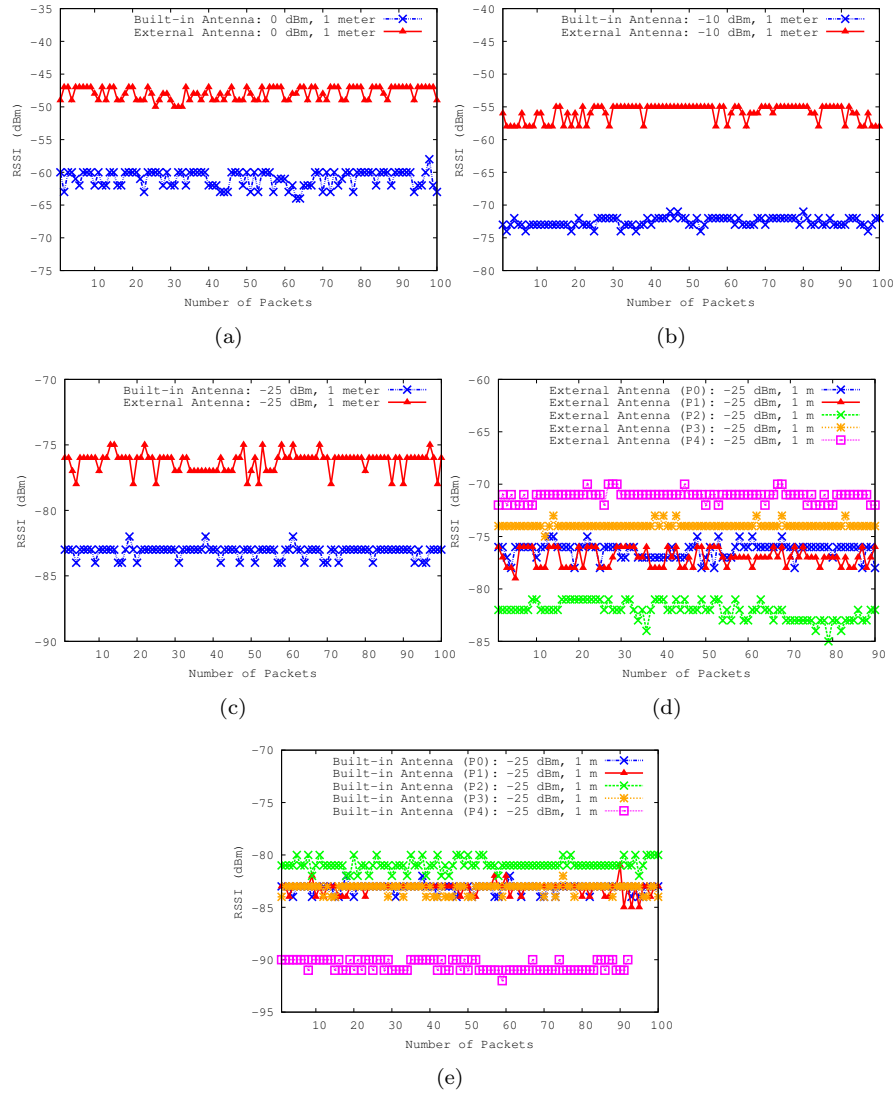 -35
-40
-45
-50
-55
-60
-65
-70
-75
RSSI (dBm)
Built-in Antenna: 0 dBm, 1 meter
External Antenna: 0 dBm, 1 meter
10 20 30 40 50 60 70 80 90 100
Number of Packets
(a)
-45
-50
-55
-60
-65
-70
-75
-80
RSSI (dBm)
Built-in Antenna: -10 dBm, 1 meter
External Antenna: -10 dBm, 1 meter
10 20 30 40 50 60 70 80 90 100
Number of Packets
(b)
-70
-75
-80
-85
-90
RSSI (dBm)
Built-in Antenna: -25 dBm, 1 meter
External Antenna: -25 dBm, 1 meter
10 20 30 40 50 60 70 80 90 100
Number of Packets
(c)
-60
-65
-70
-75
-80
-85
RSSI (dBm)
External Antenna (P0): -25 dBm, 1 m
External Antenna (P1): -25 dBm, 1 m
External Antenna (P2): -25 dBm, 1 m
External Antenna (P3): -25 dBm, 1 m
External Antenna (P4): -25 dBm, 1 m
10 20 30 40 50 60 70 80 90
Number of Packets
(d)
-70
-75
-80
-85
-90
-95
RSSI (dBm)
Built-in Antenna (P0): -25 dBm, 1 m
Built-in Antenna (P1): -25 dBm, 1 m
Built-in Antenna (P2): -25 dBm, 1 m
Built-in Antenna (P3): -25 dBm, 1 m
Built-in Antenna (P4): -25 dBm, 1 m
10 20 30 40 50 60 70 80 90 100
Number of Packets
(e)